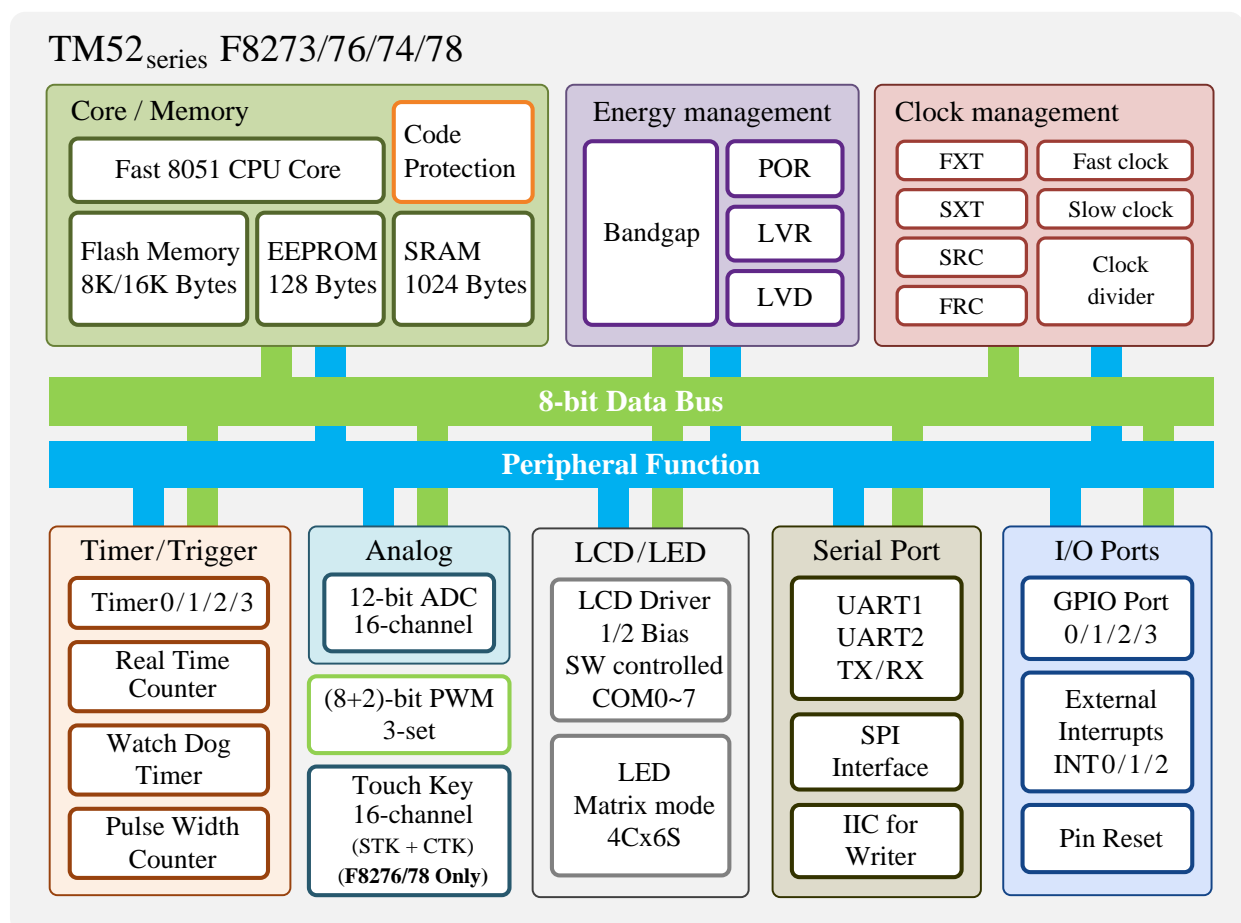 TM52series F8273/76/74/78
Core / Memory
Fast 8051 CPU Core
Code
Protection
Flash Memory
8K/16K Bytes
EEPROM
128 Bytes
SRAM
1024 Bytes
Energy management
Bandgap
POR
LVR
LVD
Clock management
FXT
SXT
SRC
FRC
Fast clock
Slow clock
Clock
divider
8-bit Data Bus
Peripheral Function
Timer/Trigger
Timer0/1/2/3
Real Time
Counter
Watch Dog
Timer
Pulse Width
Counter
Analog
12-bit ADC
16-channel
(8+2)-bit PWM
3-set
Touch Key
16-channel
(STK + CTK)
(F8276/78 Only)
LCD/LED
LCD Driver
1/2 Bias
SW controlled
COM0~7
LED
Matrix mode
4Cx6S
Serial Port
UART1
UART2
TX/RX
SPI
Interface
IIC for
Writer
I/O Ports
GPIO Port
0/1/2/3
External
Interrupts
INT0/1/2
Pin Reset